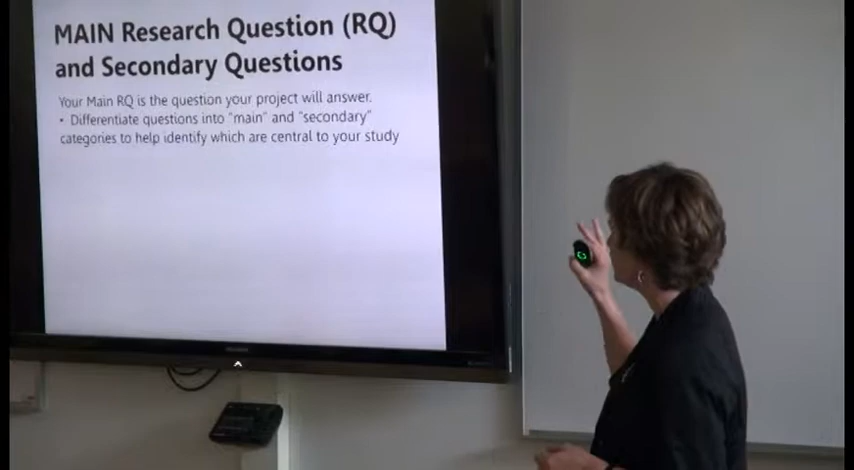 MAIN Research Question (RQ)
and Secondary Questions
Your Main RQ is the question your project will answer.
• Differentiate questions into "main" and "secondary"
categories to help identify which are central to your study